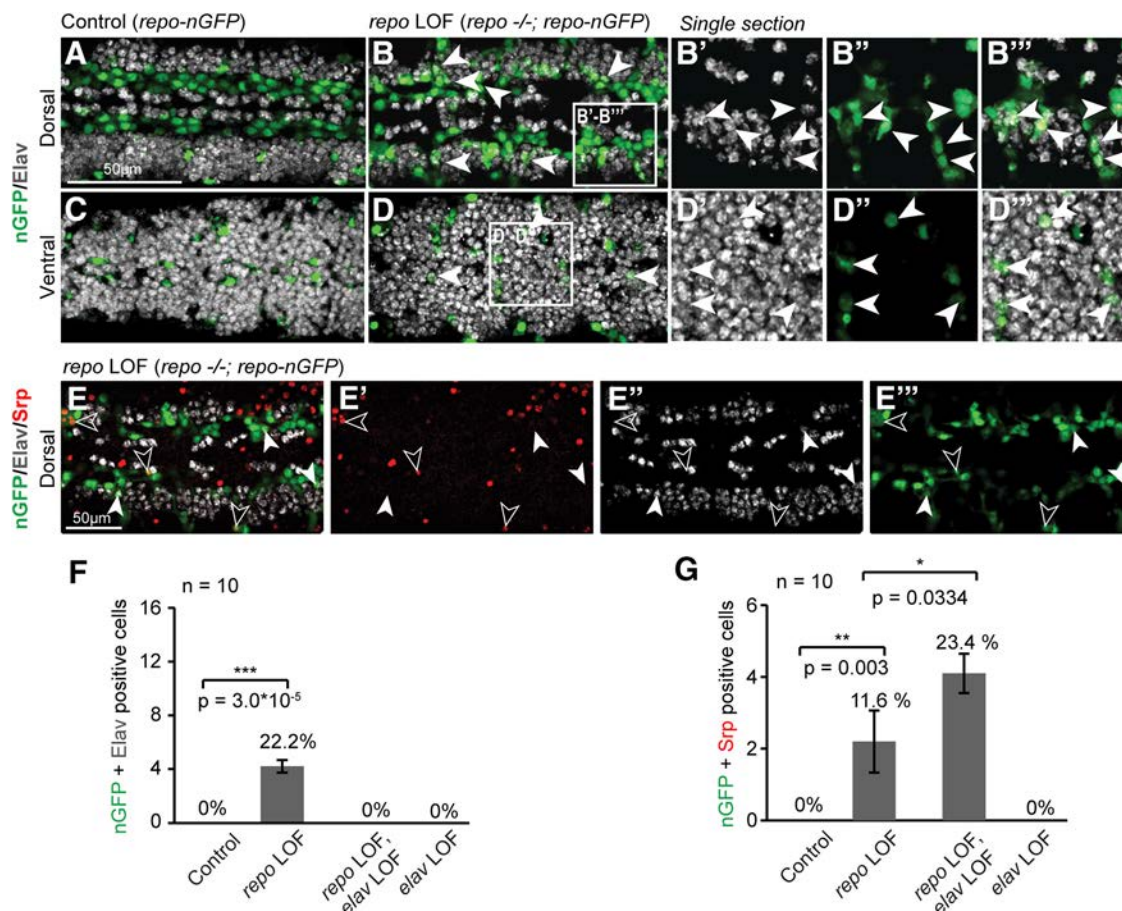 Control (repo-nGFP)
repo LOF (repo -/-; repo-nGFP)
Single section
nGFP/Elav
Dorsal
A
50µm
B
B'-B'''
B'
B''
B'''
Ventral
C
D
D'-D'''
D'
D''
D'''
repo LOF (repo -/-; repo-nGFP)
nGFP/Elav/Srp
Dorsal
E
50µm
E'
E''
E'''
F
n = 10
nGFP + Elav positive cells
16
12
8
4
0
***
p = 3.0*10-5
22.2%
0%
0%
0%
Control
repo LOF
repo LOF,
elav LOF
elav LOF
G
n = 10
nGFP + Srp positive cells
6
4
2
0
*
p = 0.0334
**
p = 0.003
23.4 %
11.6 %
0%
0%
Control
repo LOF
repo LOF,
elav LOF
elav LOF